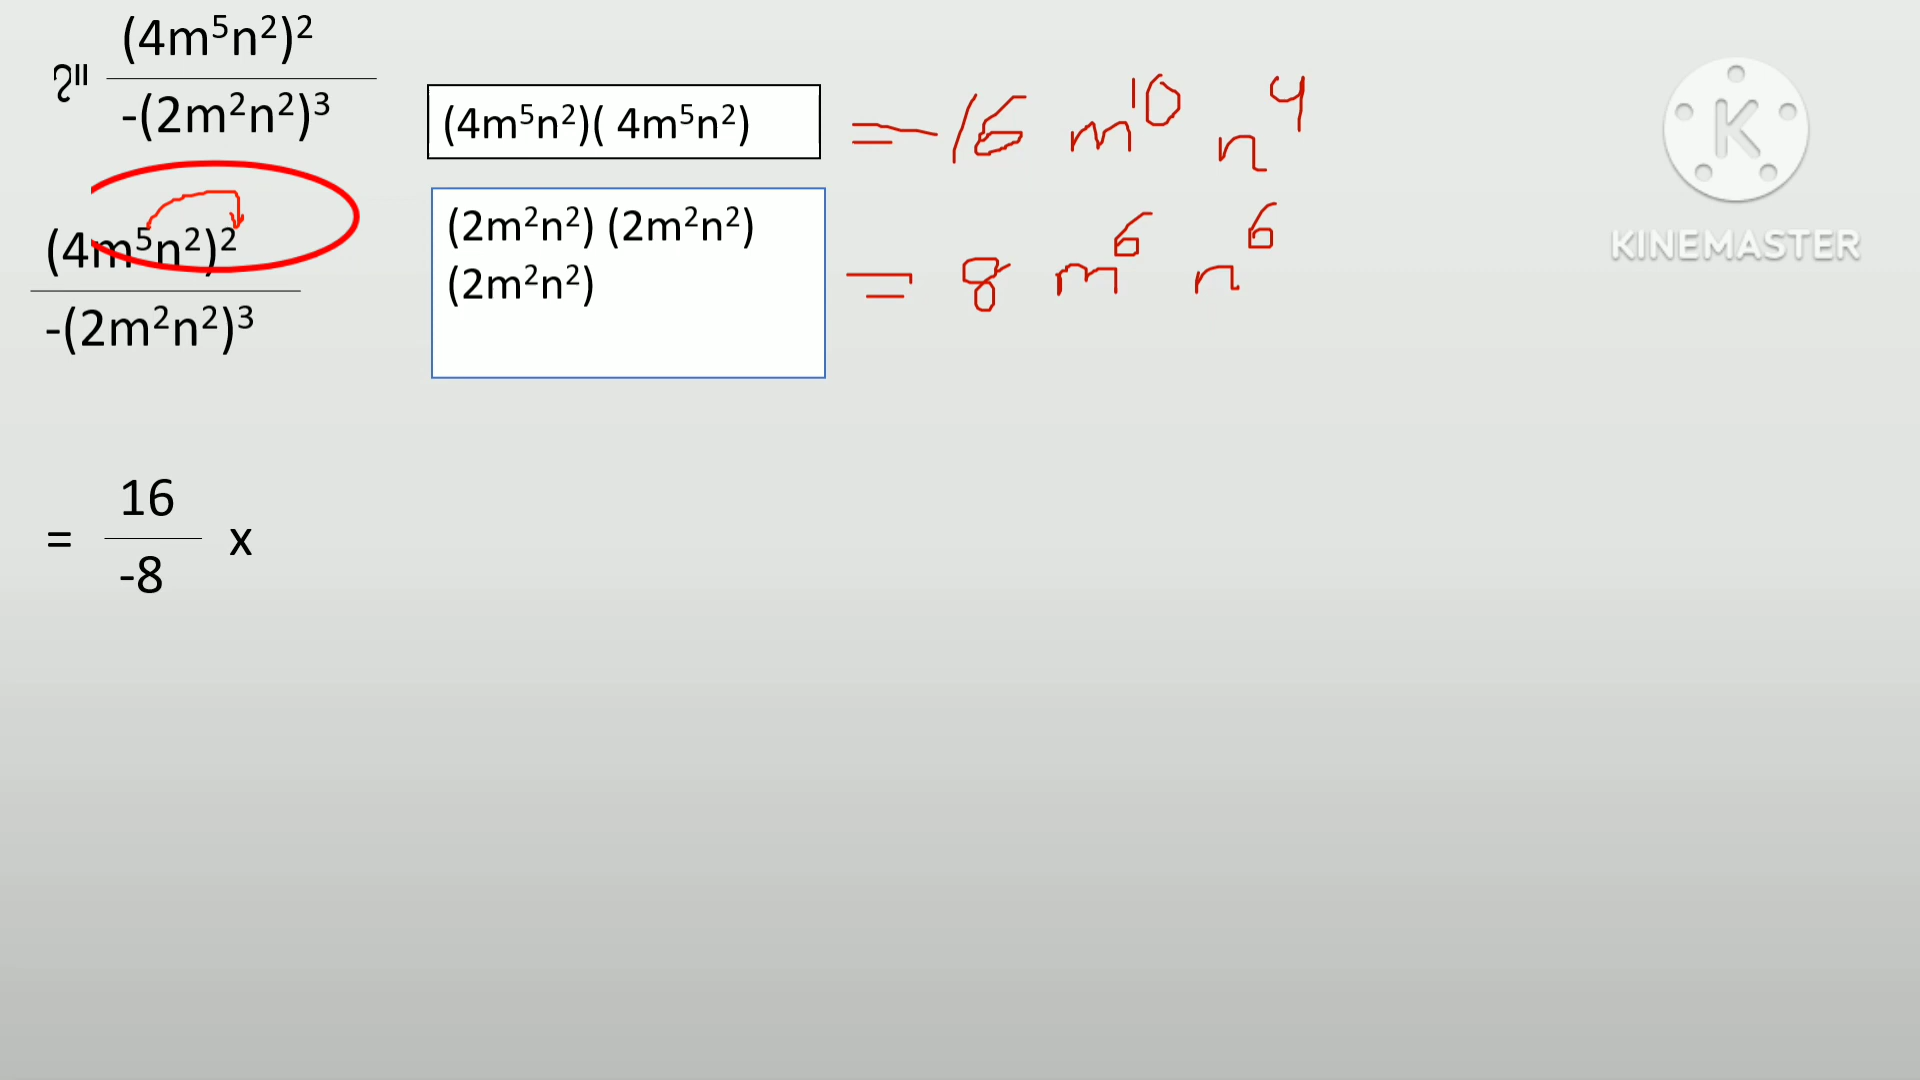 (4m⁵n²)²
-(2m²n²)³
(4m⁵n²)( 4m⁵n²)
= 16 m¹⁰ n⁴
(4m⁵n²)²
-(2m²n²)³
(2m²n²) (2m²n²)
(2m²n²)
= 8 m⁶ n⁶
= 16
-8 x
KINEMASTER